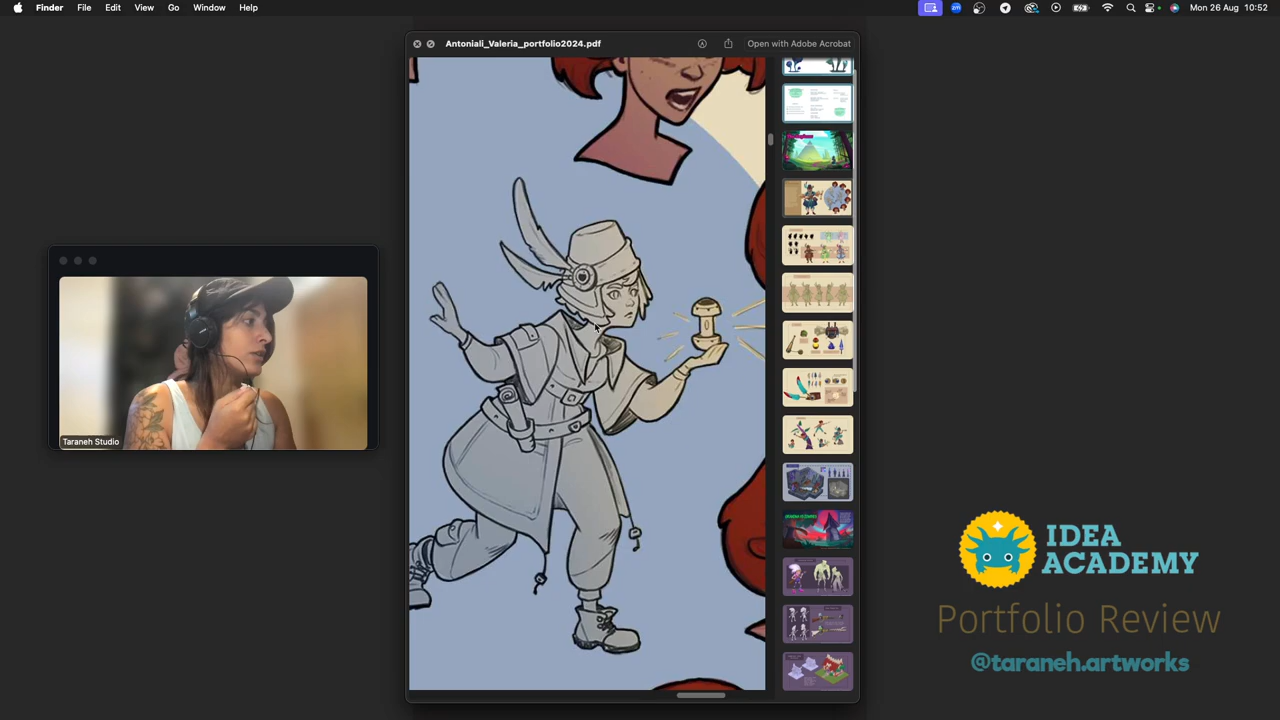 Finder File Edit View Go Window Help
Mon 26 Aug 10:52
Antoniali_Valeria_portfolio2024.pdf
Open with Adobe Acrobat
Taraneh Studio
IDEA
ACADEMY
Portfolio Review
@taraneh.artworks